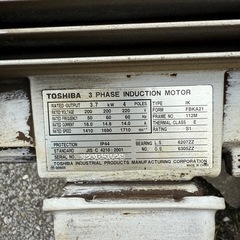 TOSHIBA 3 PHASE INDUCTION MOTOR
RATED OUTPUT 3.7 kW 4 POLES TYPE IK
RATED VOLTAGE 200 200 220 FORM FBKA21
FREQUENCY 50 60 60 Hz FRAME 112M
RATED CURRENT 16.0 14.8 14.0 A THERMAL CLASS E
RATED SPEED 1410 1690 1710 min⁻¹ RATING S1
PROTECTION IP44 BEARING L.S. 6207ZZ
STANDARD JIS C 4210-2001 O.S. 6305ZZ
SERIAL NO.
TOSHIBA INDUSTRIAL PRODUCTS MANUFACTURING CORPORATION